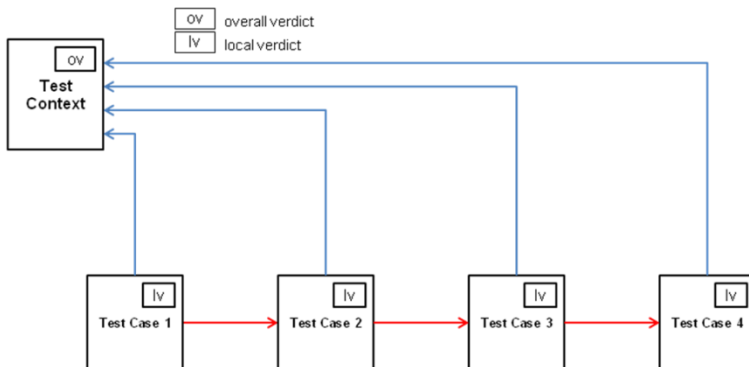 ov overall verdict
lv local verdict
ov
Test
Context
lv
Test Case 1
lv
Test Case 2
lv
Test Case 3
lv
Test Case 4